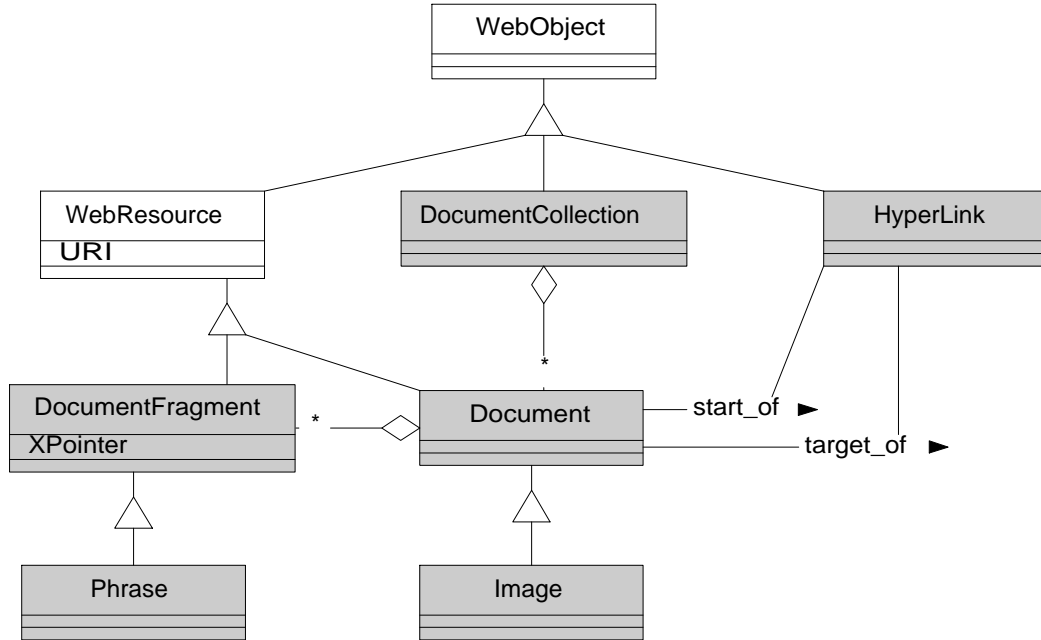 WebObject
WebResource
DocumentCollection
HyperLink
URI
*
DocumentFragment
*
Document
start_of
XPointer
target_of
Phrase
Image